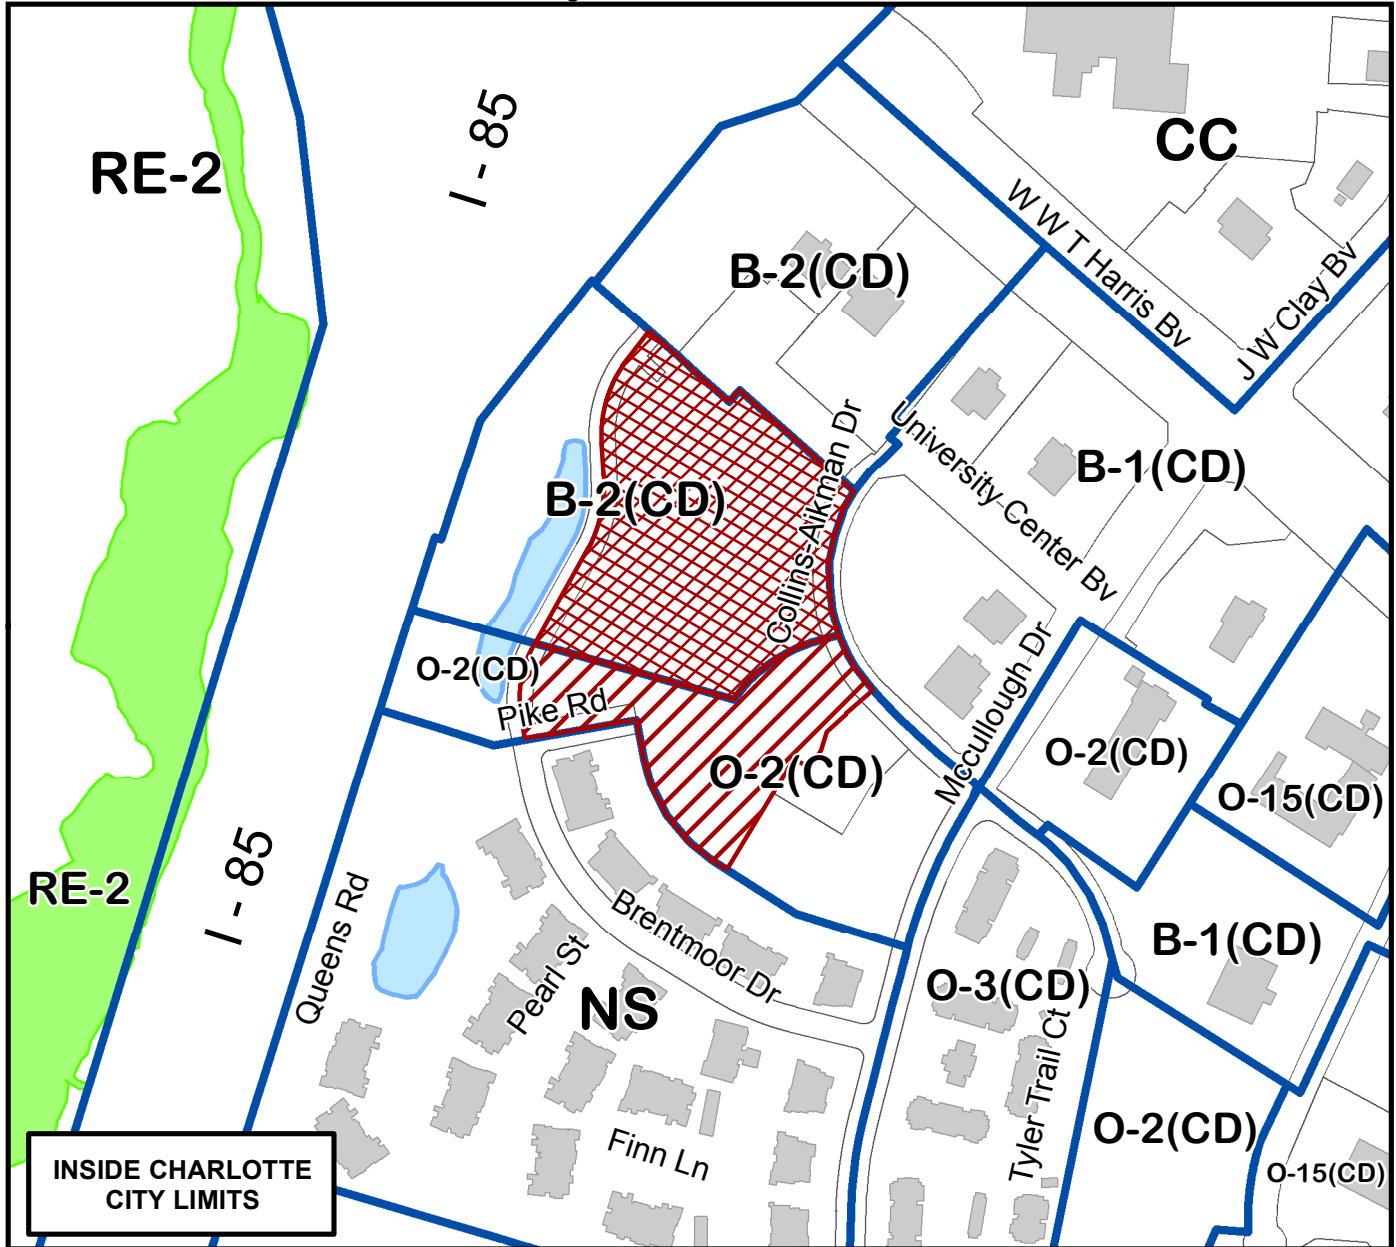 I - 85
CC
RE-2
W W T Harris Bv
J W Clay Bv
B-2(CD)
University Center Bv
B-1(CD)
Collins-Aikman Dr
B-2(CD)
O-2(CD)
Pike Rd
Mccullough Dr
O-2(CD)
O-2(CD)
O-15(CD)
RE-2
I - 85
Queens Rd
Brentmoor Dr
Pearl St
NS
O-3(CD)
B-1(CD)
Tyler Trail Ct
Finn Ln
O-2(CD)
O-15(CD)
INSIDE CHARLOTTE
CITY LIMITS